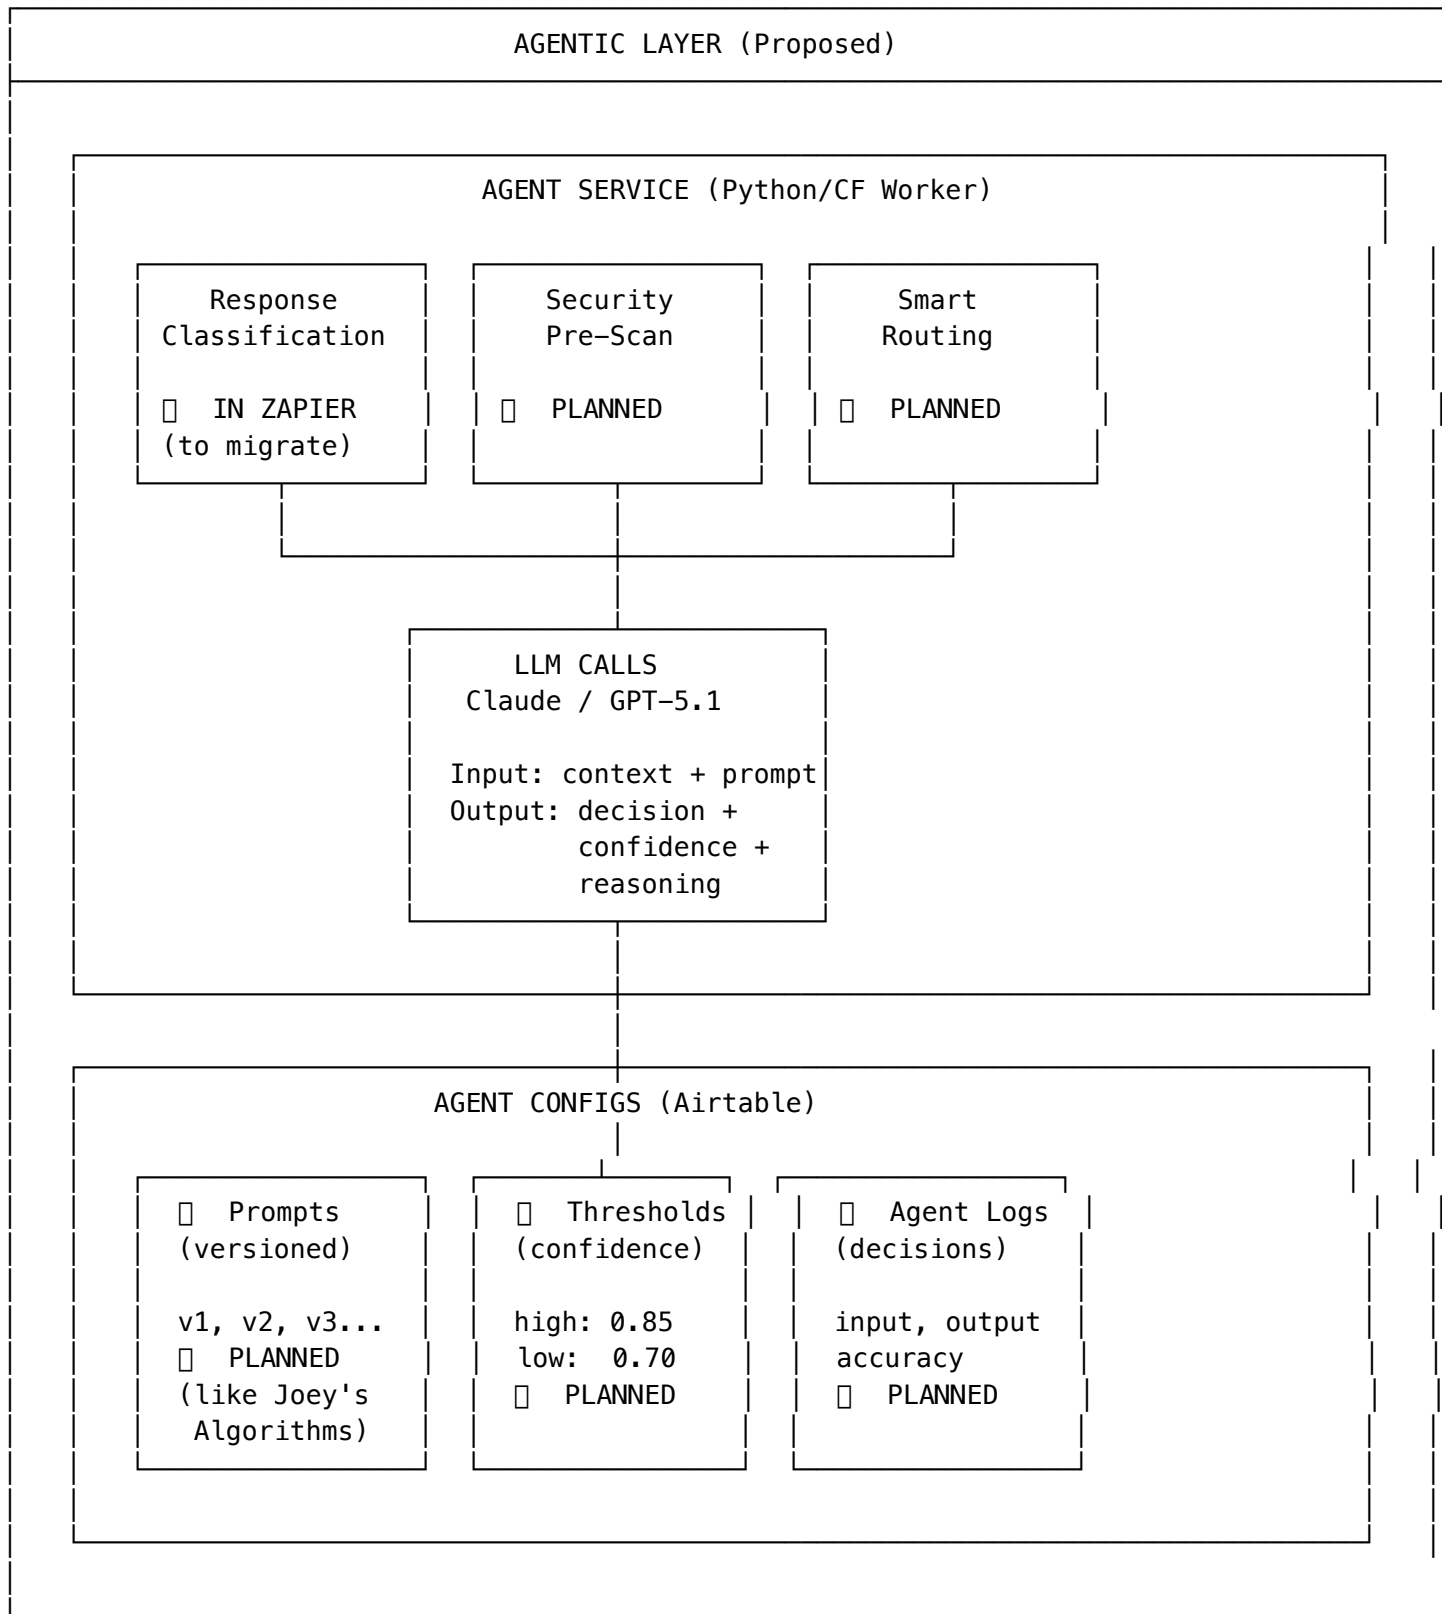 AGENTIC LAYER (Proposed)
AGENT SERVICE (Python/CF Worker)
Response Security Smart
Classification Pre-Scan Routing
IN ZAPIER PLANNED PLANNED
(to migrate)
LLM CALLS
Claude / GPT-5.1
Input: context + prompt
Output: decision +
confidence +
reasoning
AGENT CONFIGS (Airtable)
Prompts Thresholds Agent Logs
(versioned) (confidence) (decisions)
v1, v2, v3... high: 0.85 input, output
PLANNED low: 0.70 accuracy
(like Joey's PLANNED PLANNED
Algorithms)